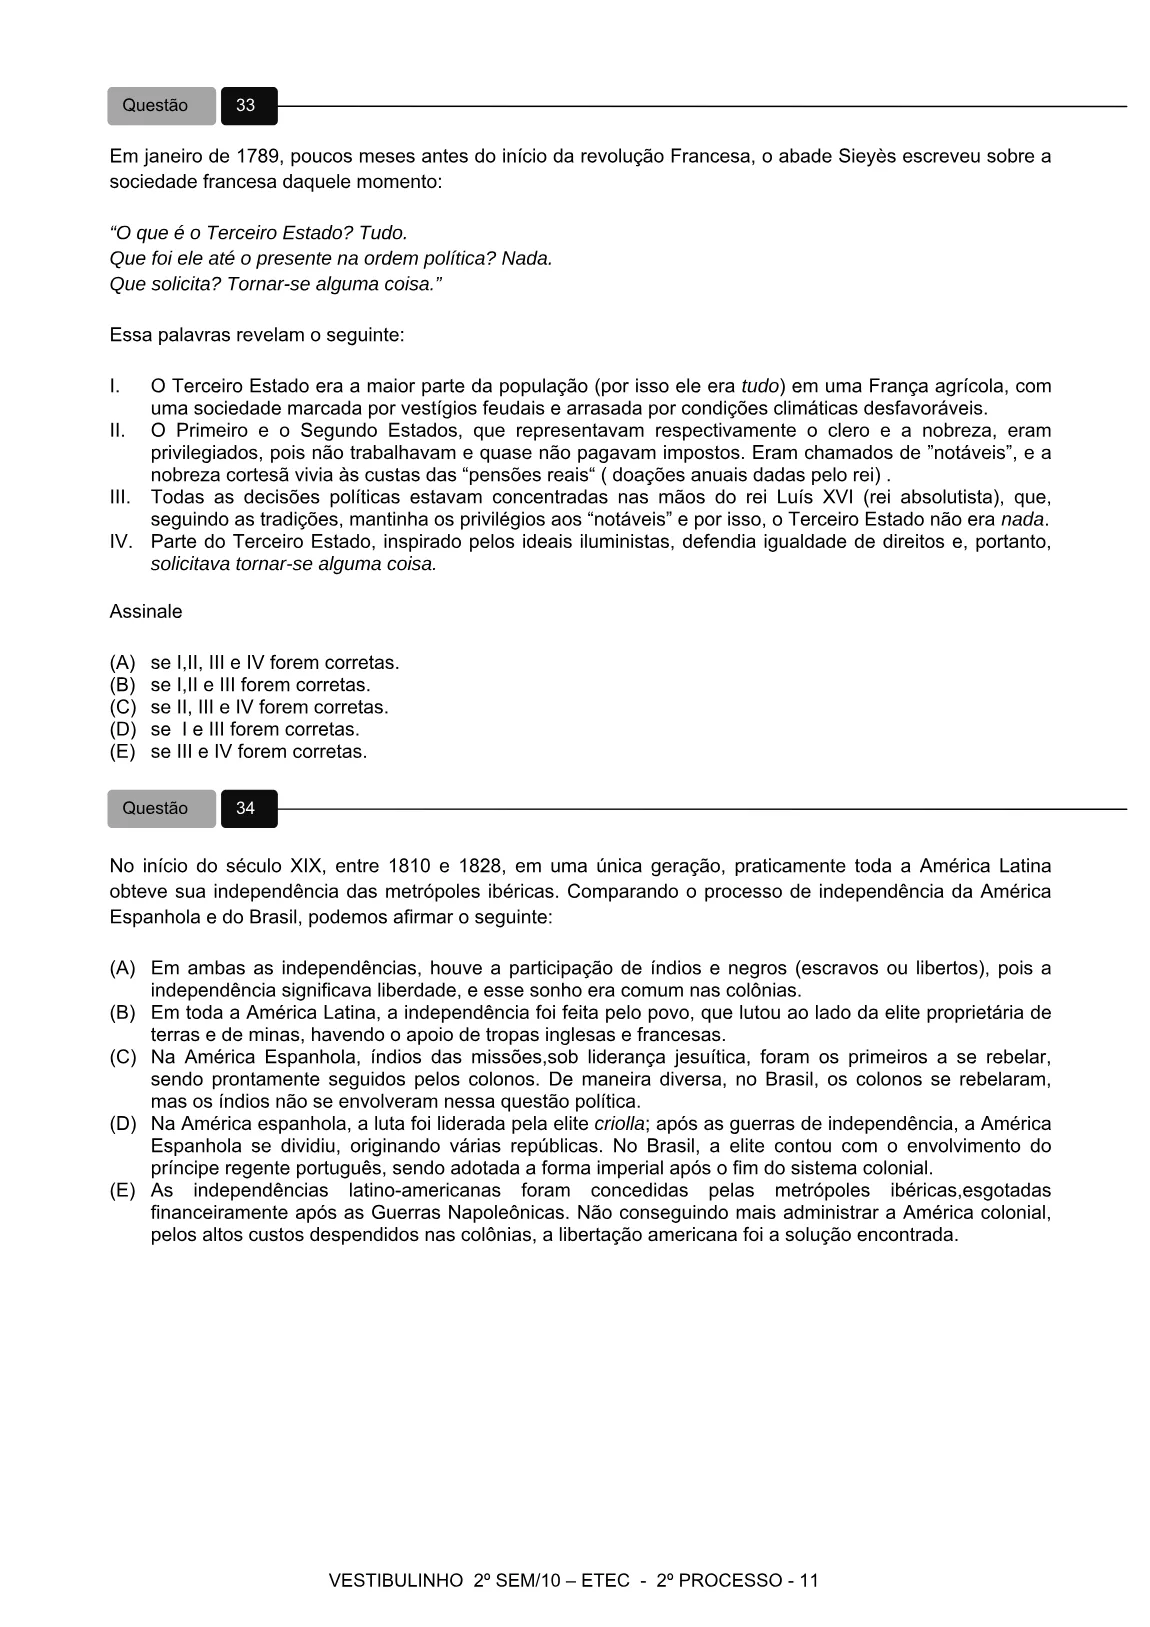 Questão 33
Em janeiro de 1789, poucos meses antes do início da revolução Francesa, o abade Sieyès escreveu sobre a
sociedade francesa daquele momento:
“O que é o Terceiro Estado? Tudo.
Que foi ele até o presente na ordem política? Nada.
Que solicita? Tornar-se alguma coisa.”
Essa palavras revelam o seguinte:
I. O Terceiro Estado era a maior parte da população (por isso ele era tudo) em uma França agrícola, com
uma sociedade marcada por vestígios feudais e arrasada por condições climáticas desfavoráveis.
II. O Primeiro e o Segundo Estados, que representavam respectivamente o clero e a nobreza, eram
privilegiados, pois não trabalhavam e quase não pagavam impostos. Eram chamados de ”notáveis”, e a
nobreza cortesã vivia às custas das “pensões reais“ ( doações anuais dadas pelo rei) .
III. Todas as decisões políticas estavam concentradas nas mãos do rei Luís XVI (rei absolutista), que,
seguindo as tradições, mantinha os privilégios aos “notáveis” e por isso, o Terceiro Estado não era nada.
IV. Parte do Terceiro Estado, inspirado pelos ideais iluministas, defendia igualdade de direitos e, portanto,
solicitava tornar-se alguma coisa.
Assinale
(A) se I,II, III e IV forem corretas.
(B) se I,II e III forem corretas.
(C) se II, III e IV forem corretas.
(D) se I e III forem corretas.
(E) se III e IV forem corretas.
Questão 34
No início do século XIX, entre 1810 e 1828, em uma única geração, praticamente toda a América Latina
obteve sua independência das metrópoles ibéricas. Comparando o processo de independência da América
Espanhola e do Brasil, podemos afirmar o seguinte:
(A) Em ambas as independências, houve a participação de índios e negros (escravos ou libertos), pois a
independência significava liberdade, e esse sonho era comum nas colônias.
(B) Em toda a América Latina, a independência foi feita pelo povo, que lutou ao lado da elite proprietária de
terras e de minas, havendo o apoio de tropas inglesas e francesas.
(C) Na América Espanhola, índios das missões,sob liderança jesuítica, foram os primeiros a se rebelar,
sendo prontamente seguidos pelos colonos. De maneira diversa, no Brasil, os colonos se rebelaram,
mas os índios não se envolveram nessa questão política.
(D) Na América espanhola, a luta foi liderada pela elite criolla; após as guerras de independência, a América
Espanhola se dividiu, originando várias repúblicas. No Brasil, a elite contou com o envolvimento do
príncipe regente português, sendo adotada a forma imperial após o fim do sistema colonial.
(E) As independências latino-americanas foram concedidas pelas metrópoles ibéricas,esgotadas
financeiramente após as Guerras Napoleônicas. Não conseguindo mais administrar a América colonial,
pelos altos custos despendidos nas colônias, a libertação americana foi a solução encontrada.
VESTIBULINHO 2º SEM/10 – ETEC - 2º PROCESSO - 11